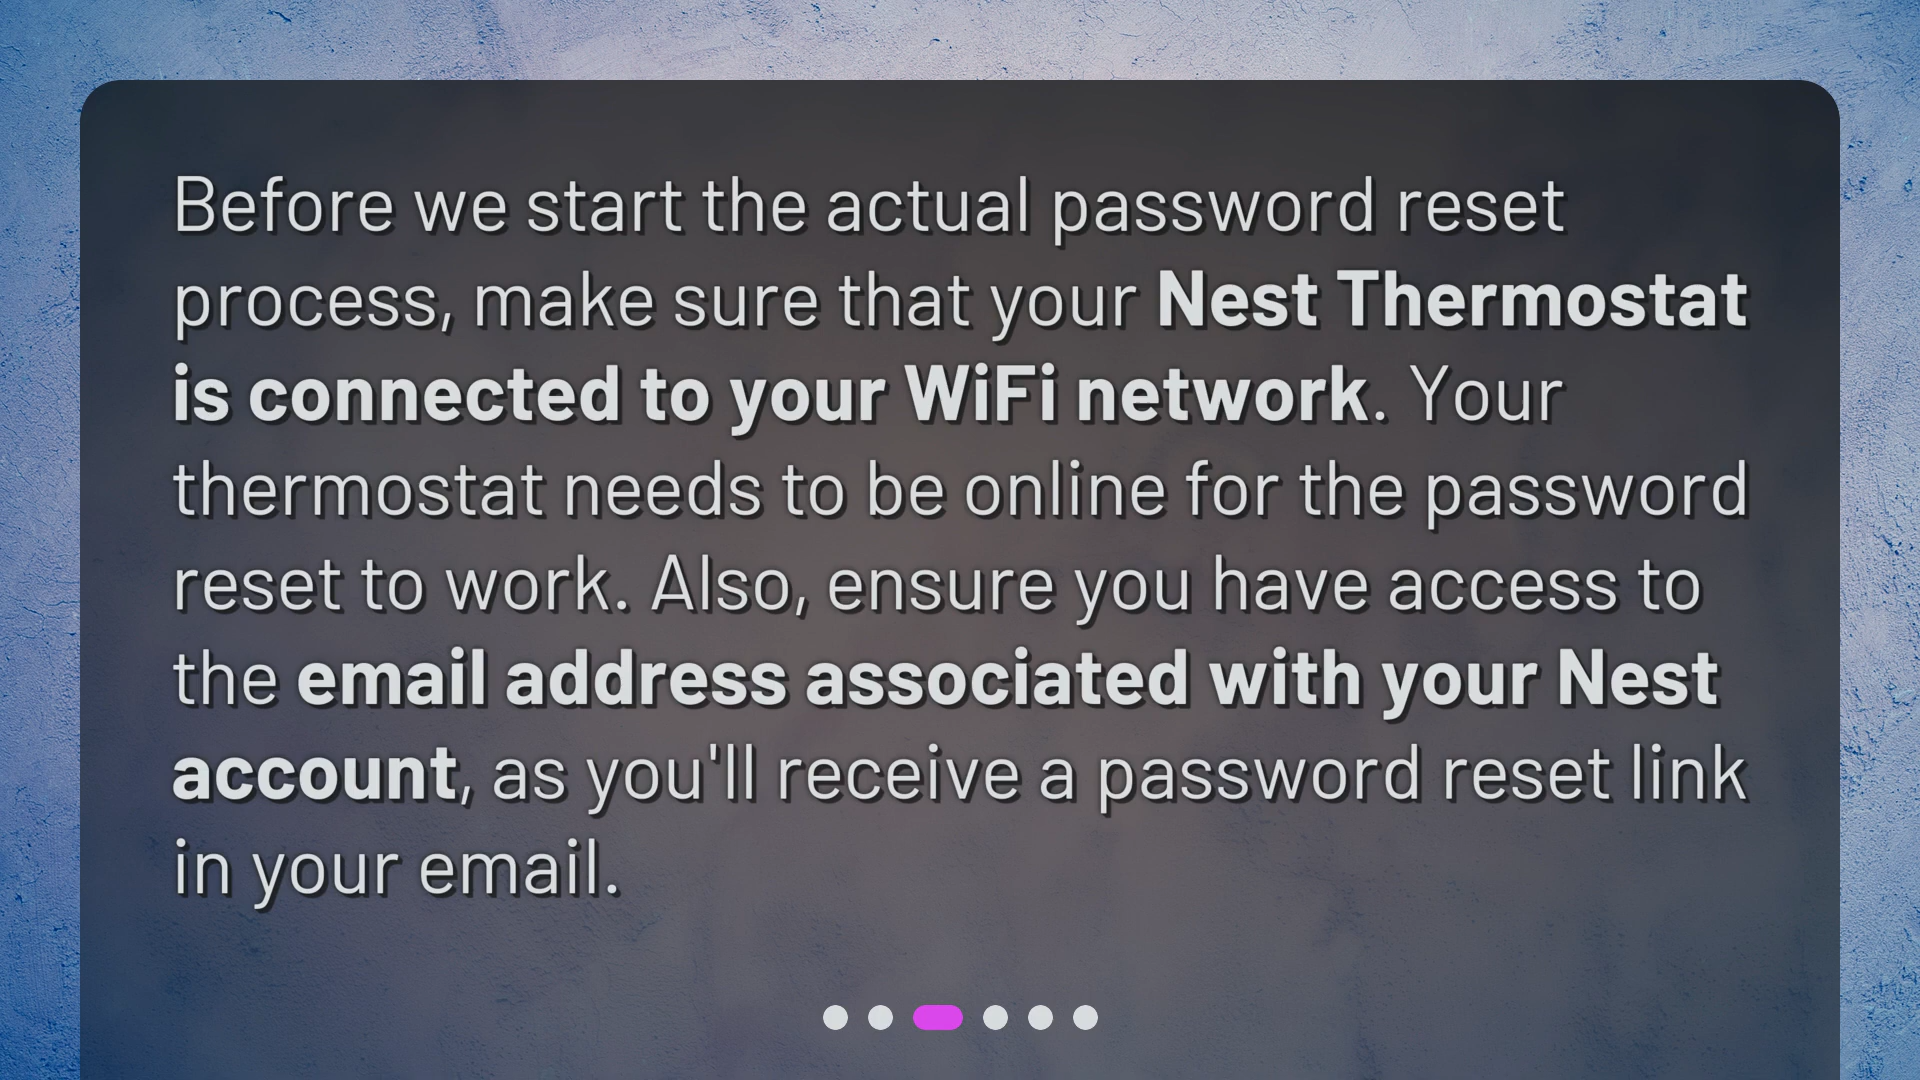 Before we start the actual password reset
process, make sure that your Nest Thermostat
is connected to your WiFi network. Your
thermostat needs to be online for the password
reset to work. Also, ensure you have access to
the email address associated with your Nest
account, as you'll receive a password reset link
in your email.